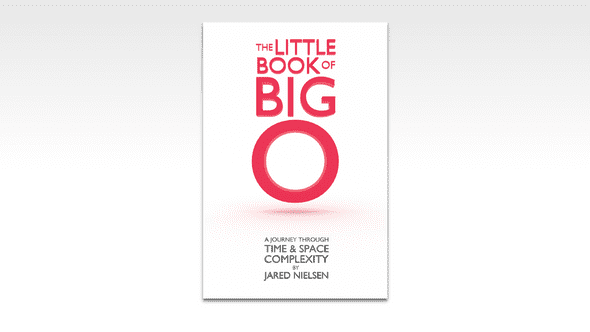 THE LITTLE
BOOK OF
BIG
O
A JOURNEY THROUGH
TIME & SPACE
COMPLEXITY
BY
JARED NIELSEN